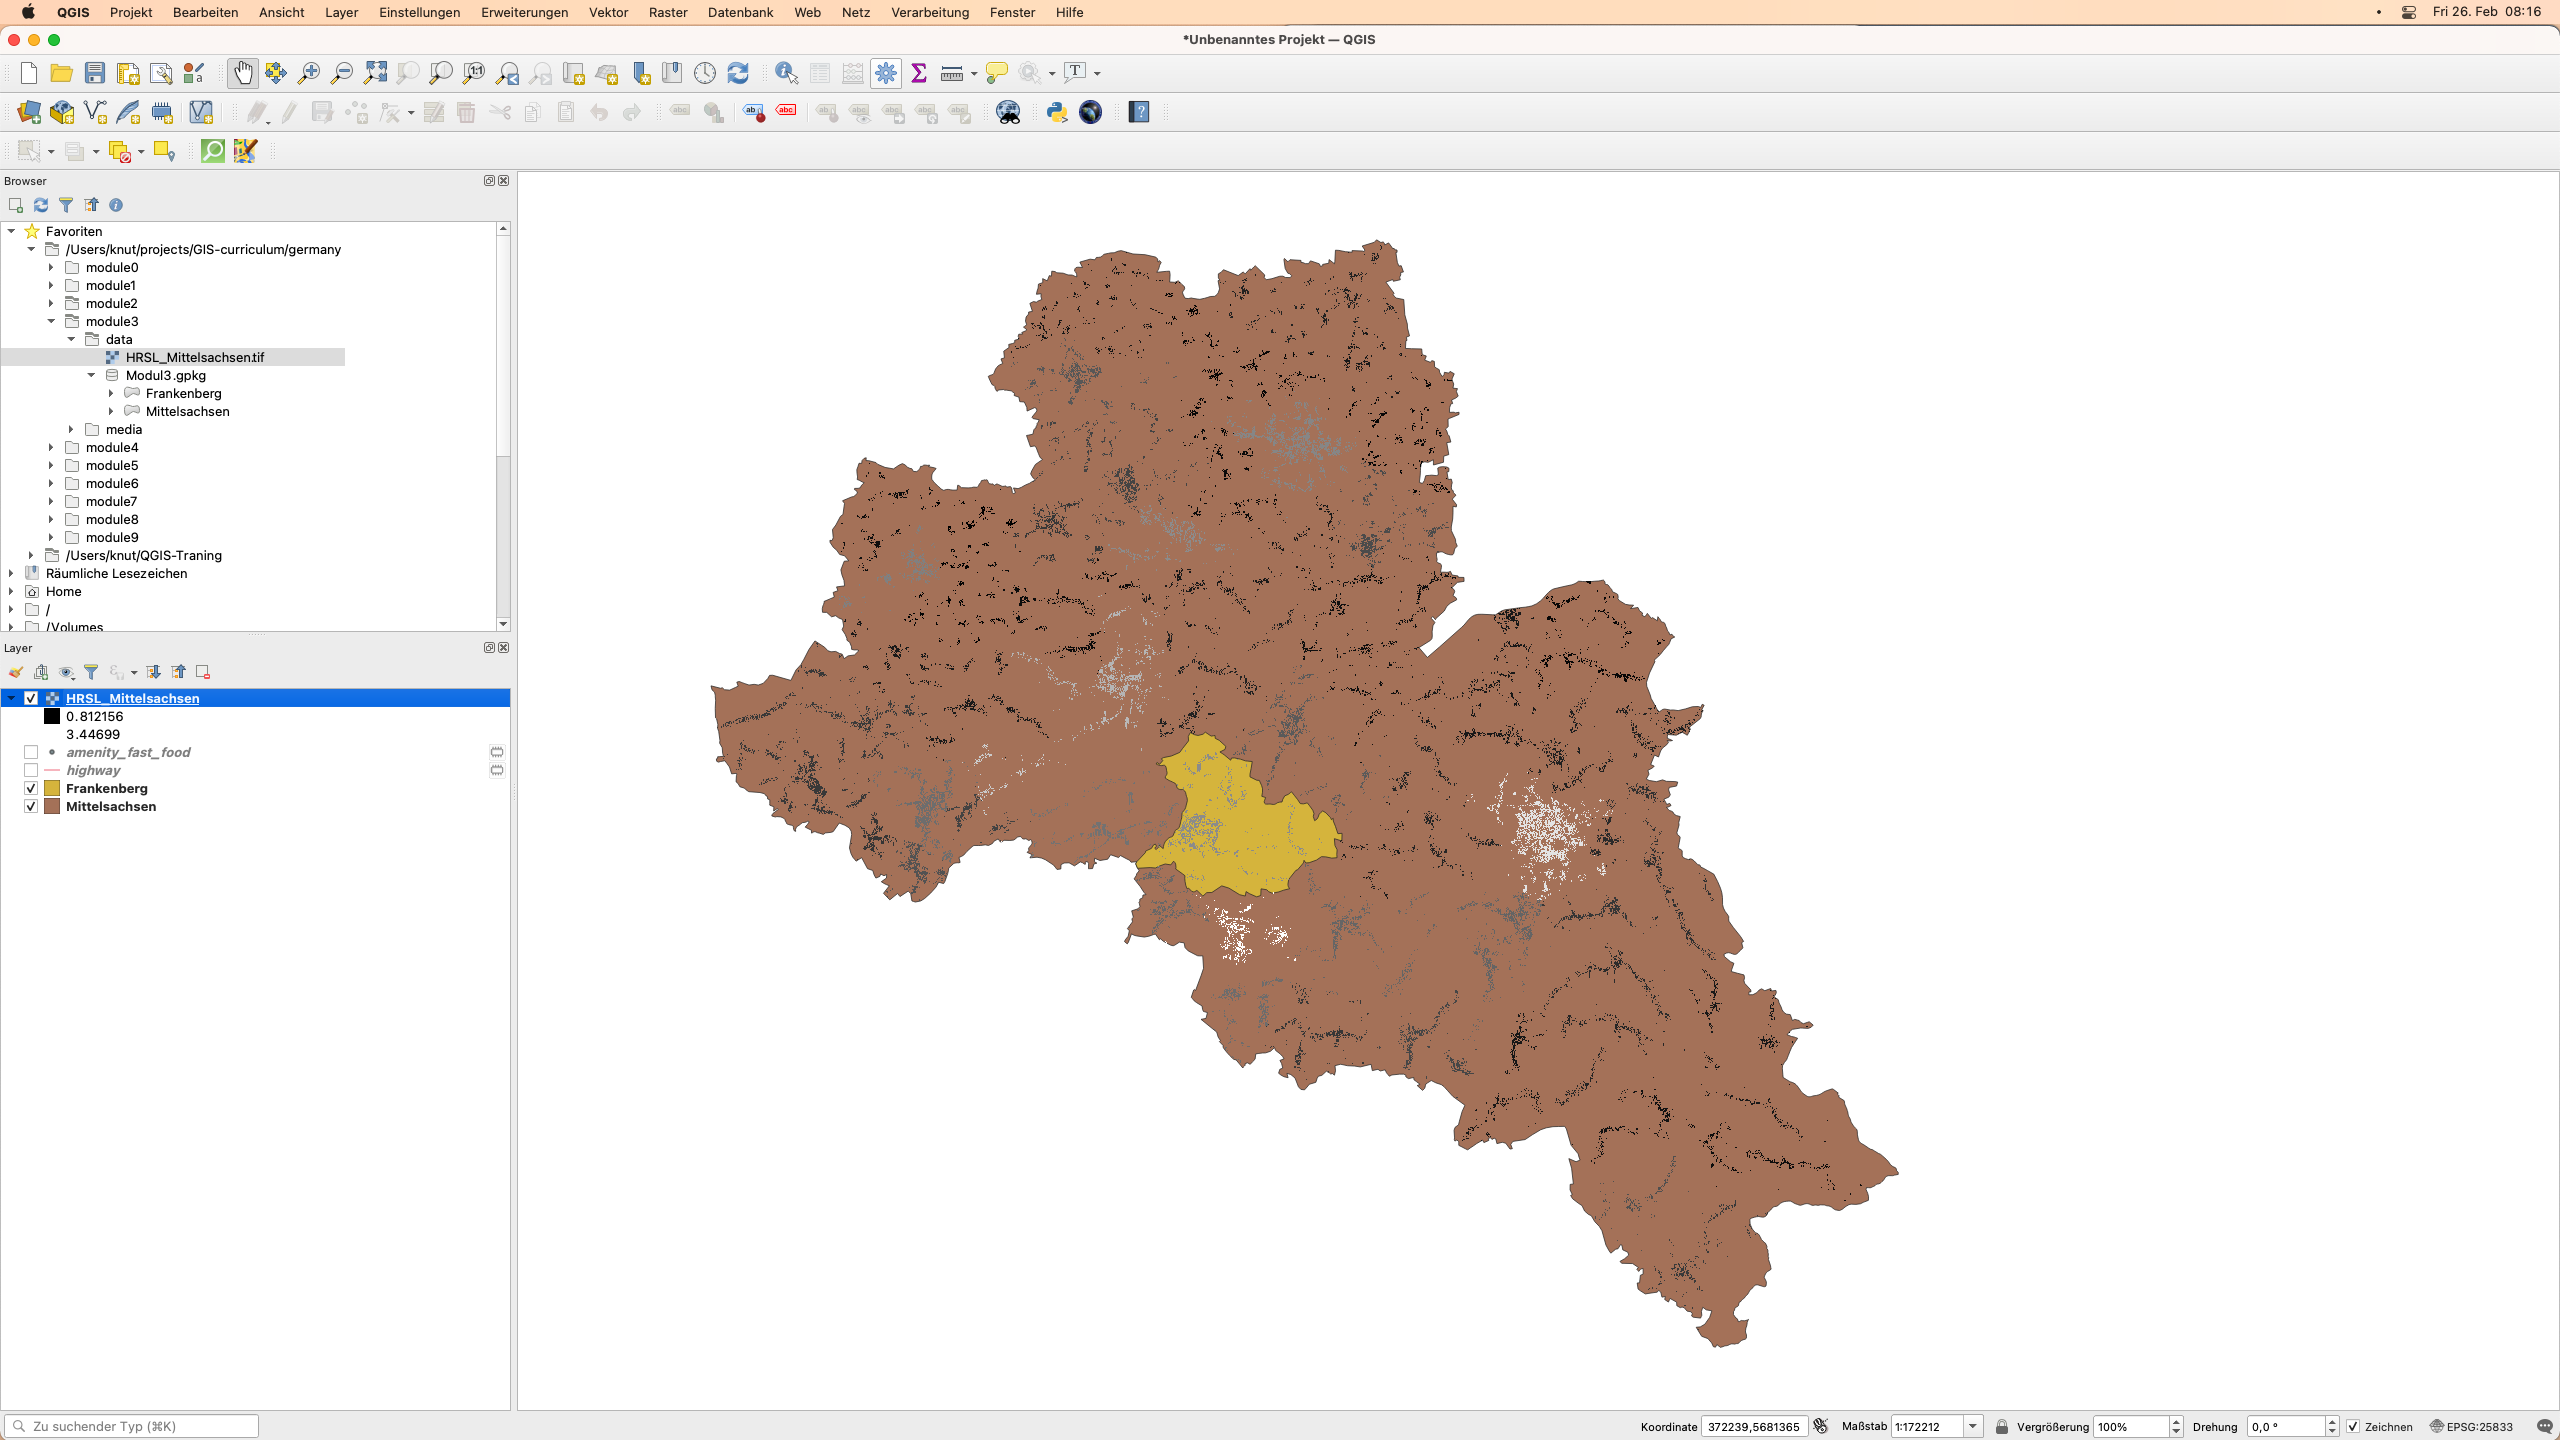 QGIS Projekt Bearbeiten Ansicht Layer Einstellungen Erweiterungen Vektor Raster Datenbank Web Netz Verarbeitung Fenster Hilfe Fri 26. Feb 08:16
*Unbenanntes Projekt — QGIS
Browser
Favoriten
/Users/knut/projects/GIS-curriculum/germany
module0
module1
module2
module3
data
HRSL_Mittelsachsen.tif
Modul3.gpkg
Frankenberg
Mittelsachsen
media
module4
module5
module6
module7
module8
module9
/Users/knut/QGIS-Traning
Räumliche Lesezeichen
Home
/
/Volumes
Layer
HRSL_Mittelsachsen
0.812156
3.44699
amenity_fast_food
highway
Frankenberg
Mittelsachsen
Zu suchender Typ (⌘K) Koordinate 372239,5681365 Maßstab 1:172212 Vergrößerung 100% Drehung 0,0 ° Zeichnen EPSG:25833